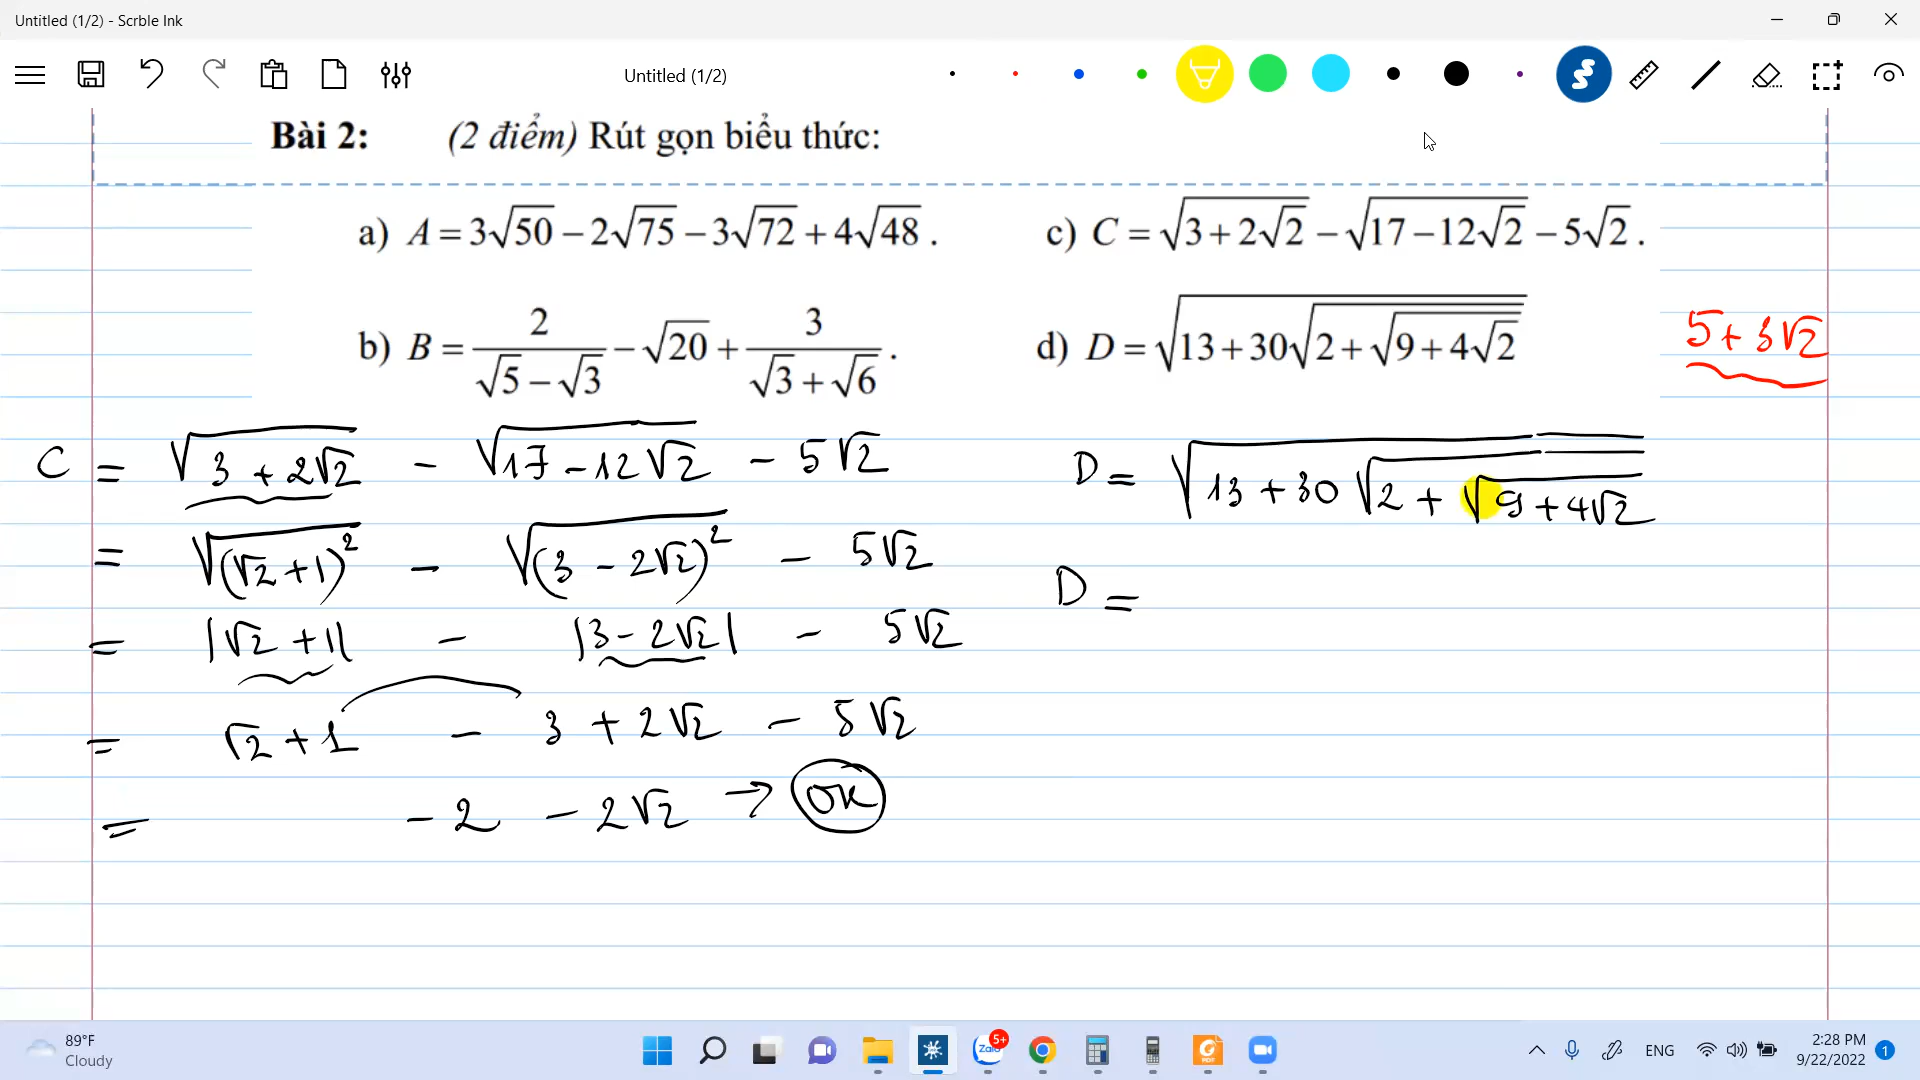 Untitled (1/2) - Scrble Ink
Untitled (1/2)
Bài 2: (2 điểm) Rút gọn biểu thức:
a) A = 3√50 − 2√75 − 3√72 + 4√48 .
c) C = √(3 + 2√2) − √(17 − 12√2) − 5√2 .
b) B = 2/(√5 − √3) − √20 + 3/(√3 + √6) .
d) D = √(13 + 30√(2 + √(9 + 4√2)))
5 + 3√2
C = √(3 + 2√2) − √(17 − 12√2) − 5√2
= √((√2 + 1)²) − √((3 − 2√2)²) − 5√2
= |√2 + 1| − |3 − 2√2| − 5√2
= √2 + 1 − 3 + 2√2 − 5√2
= − 2 − 2√2 → OK
D = √(13 + 30√(2 + √(9 + 4√2)))
D =
89°F
Cloudy
Zalo
5+
PDF
ENG
2:28 PM
9/22/2022
1